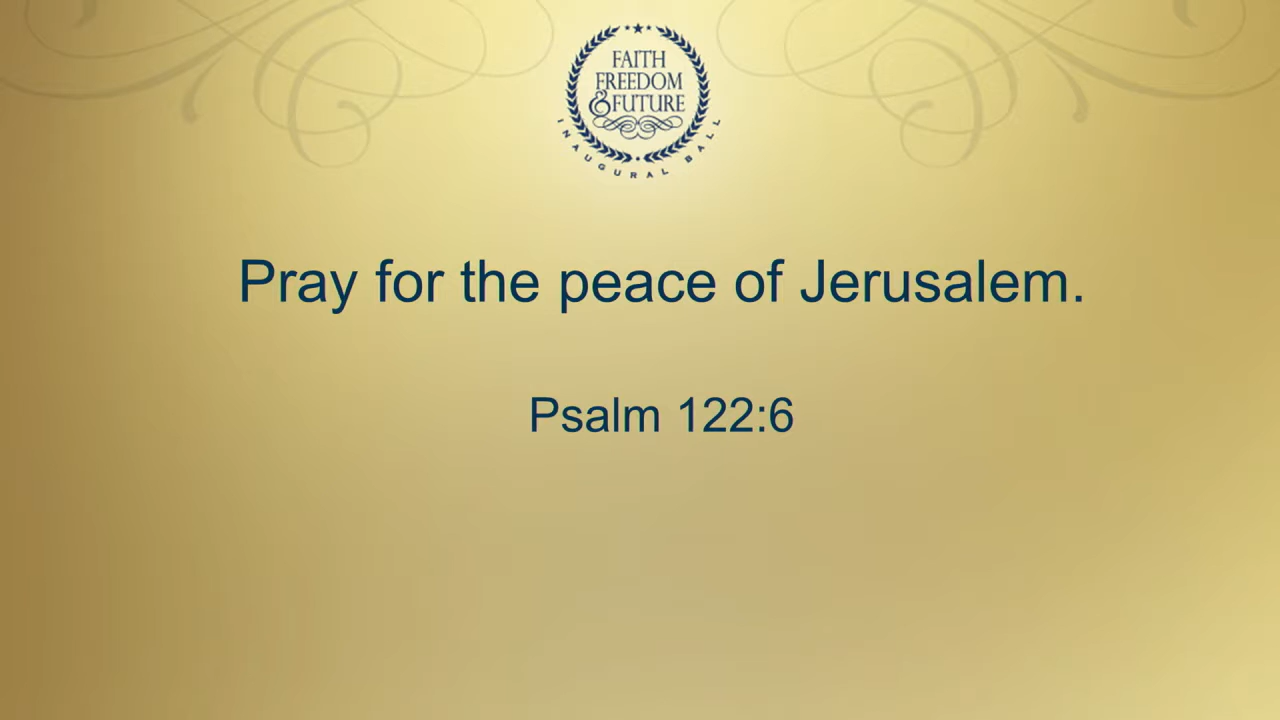 FAITH
FREEDOM
& FUTURE
INAUGURAL BALL
Pray for the peace of Jerusalem.
Psalm 122:6